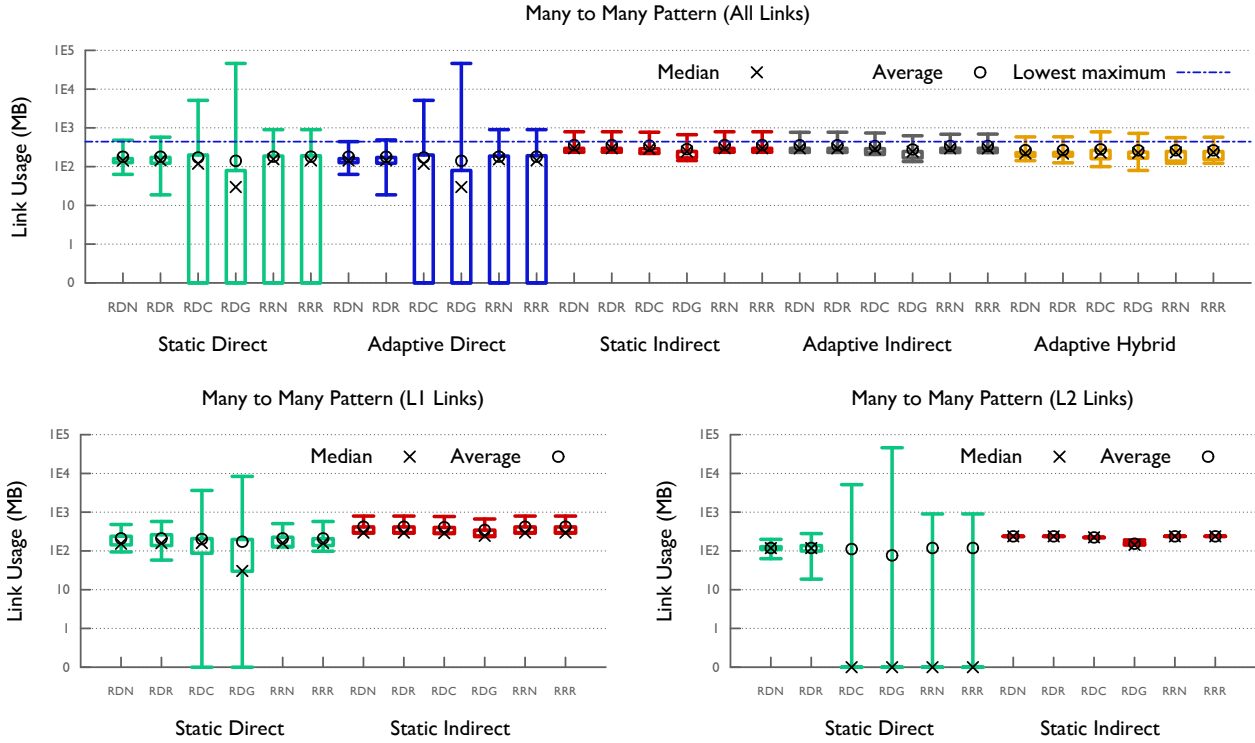 Many to Many Pattern (All Links)
Median Average Lowest maximum
Link Usage (MB)
1E5
1E4
1E3
1E2
10
1
0
RDN RDR RDC RDG RRN RRR RDN RDR RDC RDG RRN RRR RDN RDR RDC RDG RRN RRR RDN RDR RDC RDG RRN RRR RDN RDR RDC RDG RRN RRR
Static Direct Adaptive Direct Static Indirect Adaptive Indirect Adaptive Hybrid
Many to Many Pattern (L1 Links)
Median Average
Link Usage (MB)
1E5
1E4
1E3
1E2
10
1
0
RDN RDR RDC RDG RRN RRR RDN RDR RDC RDG RRN RRR
Static Direct Static Indirect
Many to Many Pattern (L2 Links)
Median Average
Link Usage (MB)
1E5
1E4
1E3
1E2
10
1
0
RDN RDR RDC RDG RRN RRR RDN RDR RDC RDG RRN RRR
Static Direct Static Indirect